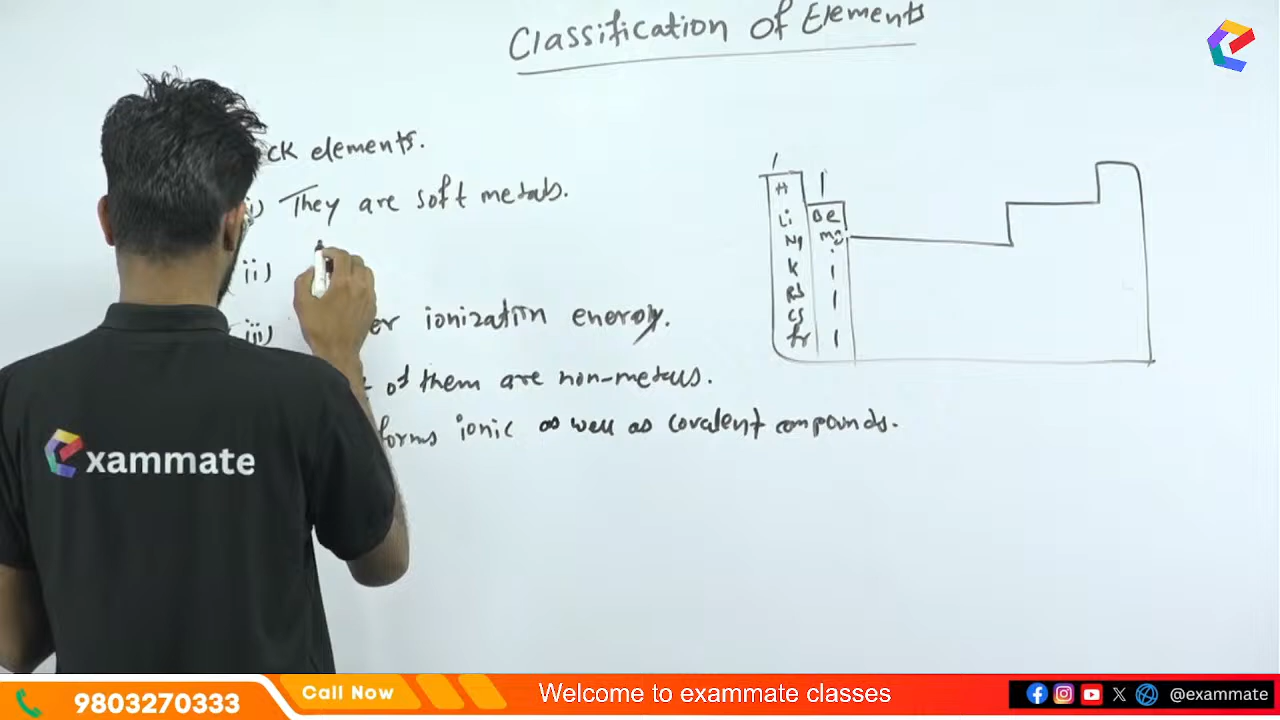 Classification of Elements
ck elements.
i) They are soft metals.
ii)
iii) er ionization energy.
of them are non-metals.
forms ionic as well as covalent compounds.
H
Li Be
Na Mg
K
Rb
Cs
fr
exammate
9803270333
Call Now
Welcome to exammate classes
@exammate